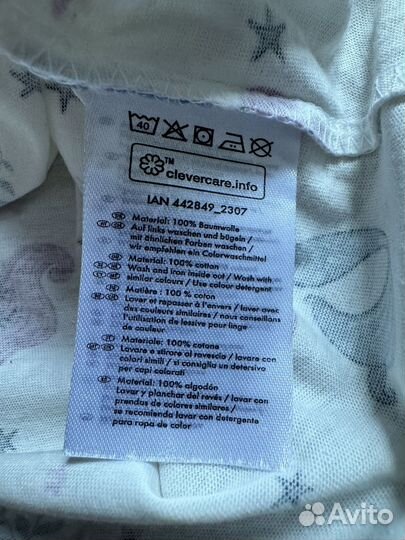 40
TM
clevercare.info
IAN 442849_2307
Material: 100% Baumwolle
Auf links waschen und bügeln /
mit ähnlichen Farben waschen /
wir empfehlen ein Colorwaschmittel
Material: 100% cotton
Wash and iron inside out / Wash with
similar colours / Use colour detergent
Matière : 100 % coton
Laver et repasser à l'envers / laver avec
des couleurs similaires / nous conseillons
l'utilisation de lessive pour linge
de couleur
Materiale: 100% cotone
Lavare e stirare al rovescio / lavare con
colori simili / si consiglia un detersivo
per capi colorati
Material: 100% algodón
Lavar y planchar del revés / lavar con
prendas de colores similares /
se recomienda lavar con detergente
para ropa de color
Avito